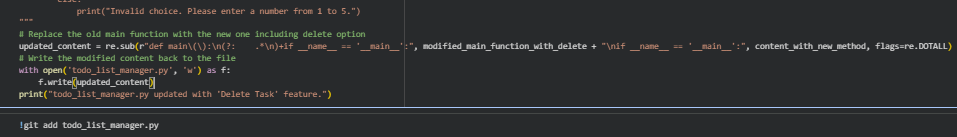 else:
print("Invalid choice. Please enter a number from 1 to 5.")
"""
# Replace the old main function with the new one including delete option
updated_content = re.sub(r"def main\(\):\n(?:    .*\n)+if __name__ == '__main__':", modified_main_function_with_delete + "\nif __name__ == '__main__':", content_with_new_method, flags=re.DOTALL)
# Write the modified content back to the file
with open('todo_list_manager.py', 'w') as f:
f.write(updated_content)
print("todo_list_manager.py updated with 'Delete Task' feature.")
!git add todo_list_manager.py